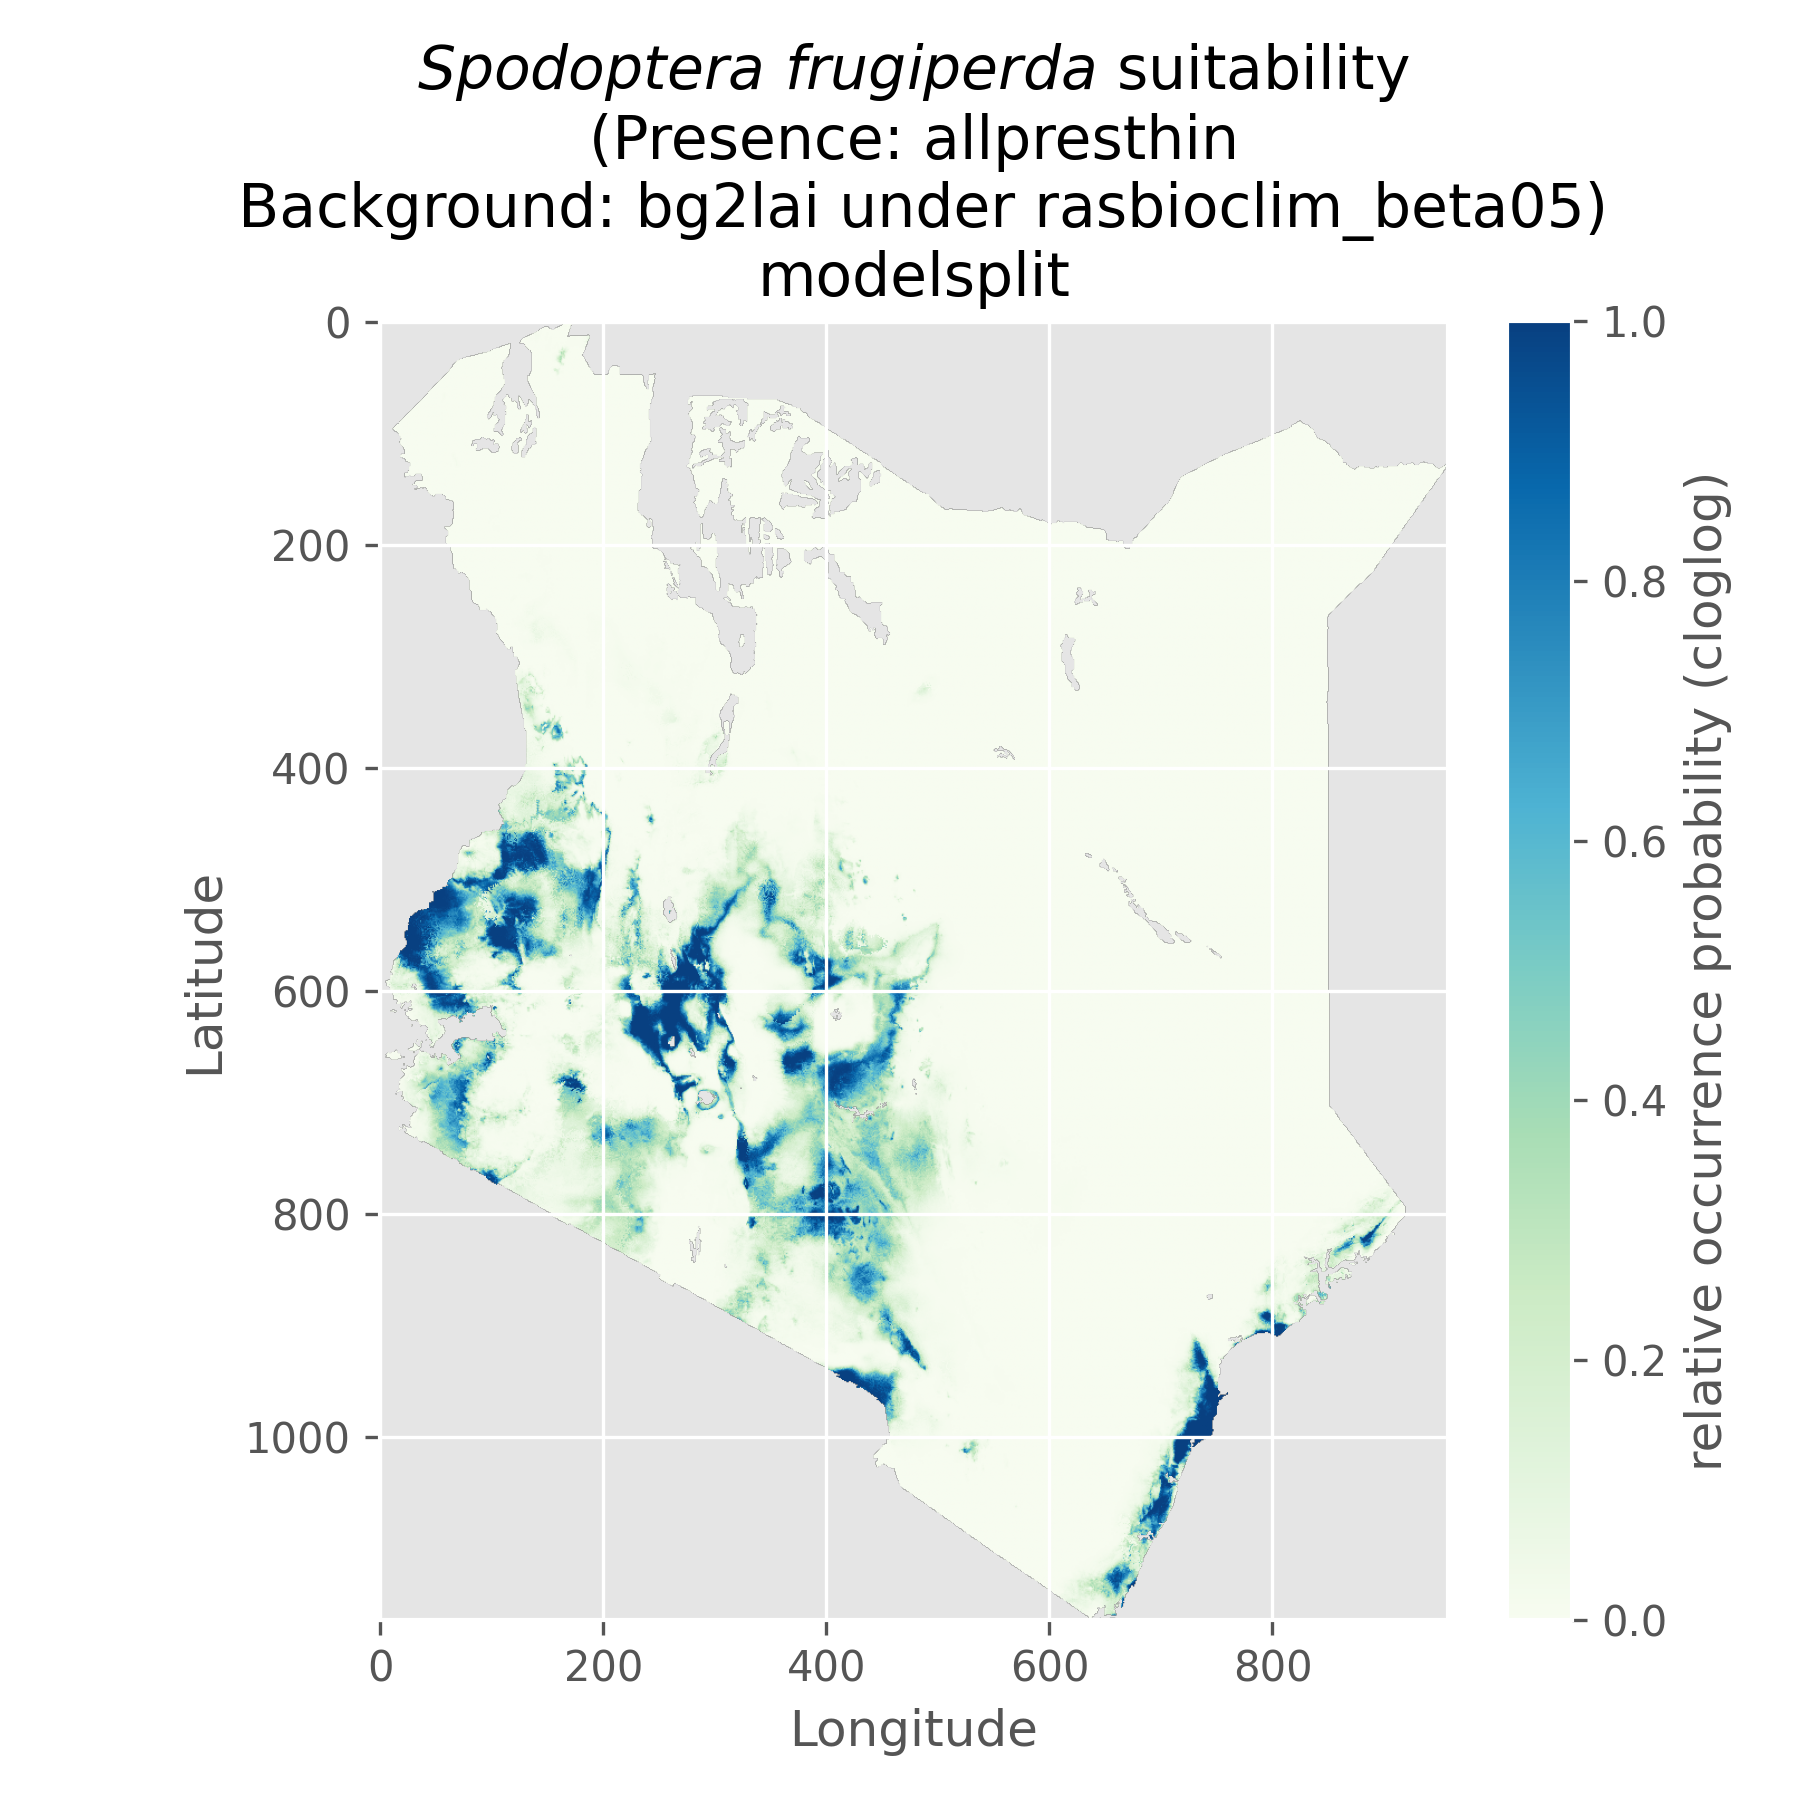 Spodoptera frugiperda suitability
(Presence: allpresthin
Background: bg2lai under rasbioclim_beta05)
modelsplit
0
200
400
600
800
1000
Latitude
0
200
400
600
800
Longitude
1.0
0.8
0.6
0.4
0.2
0.0
relative occurrence probability (cloglog)